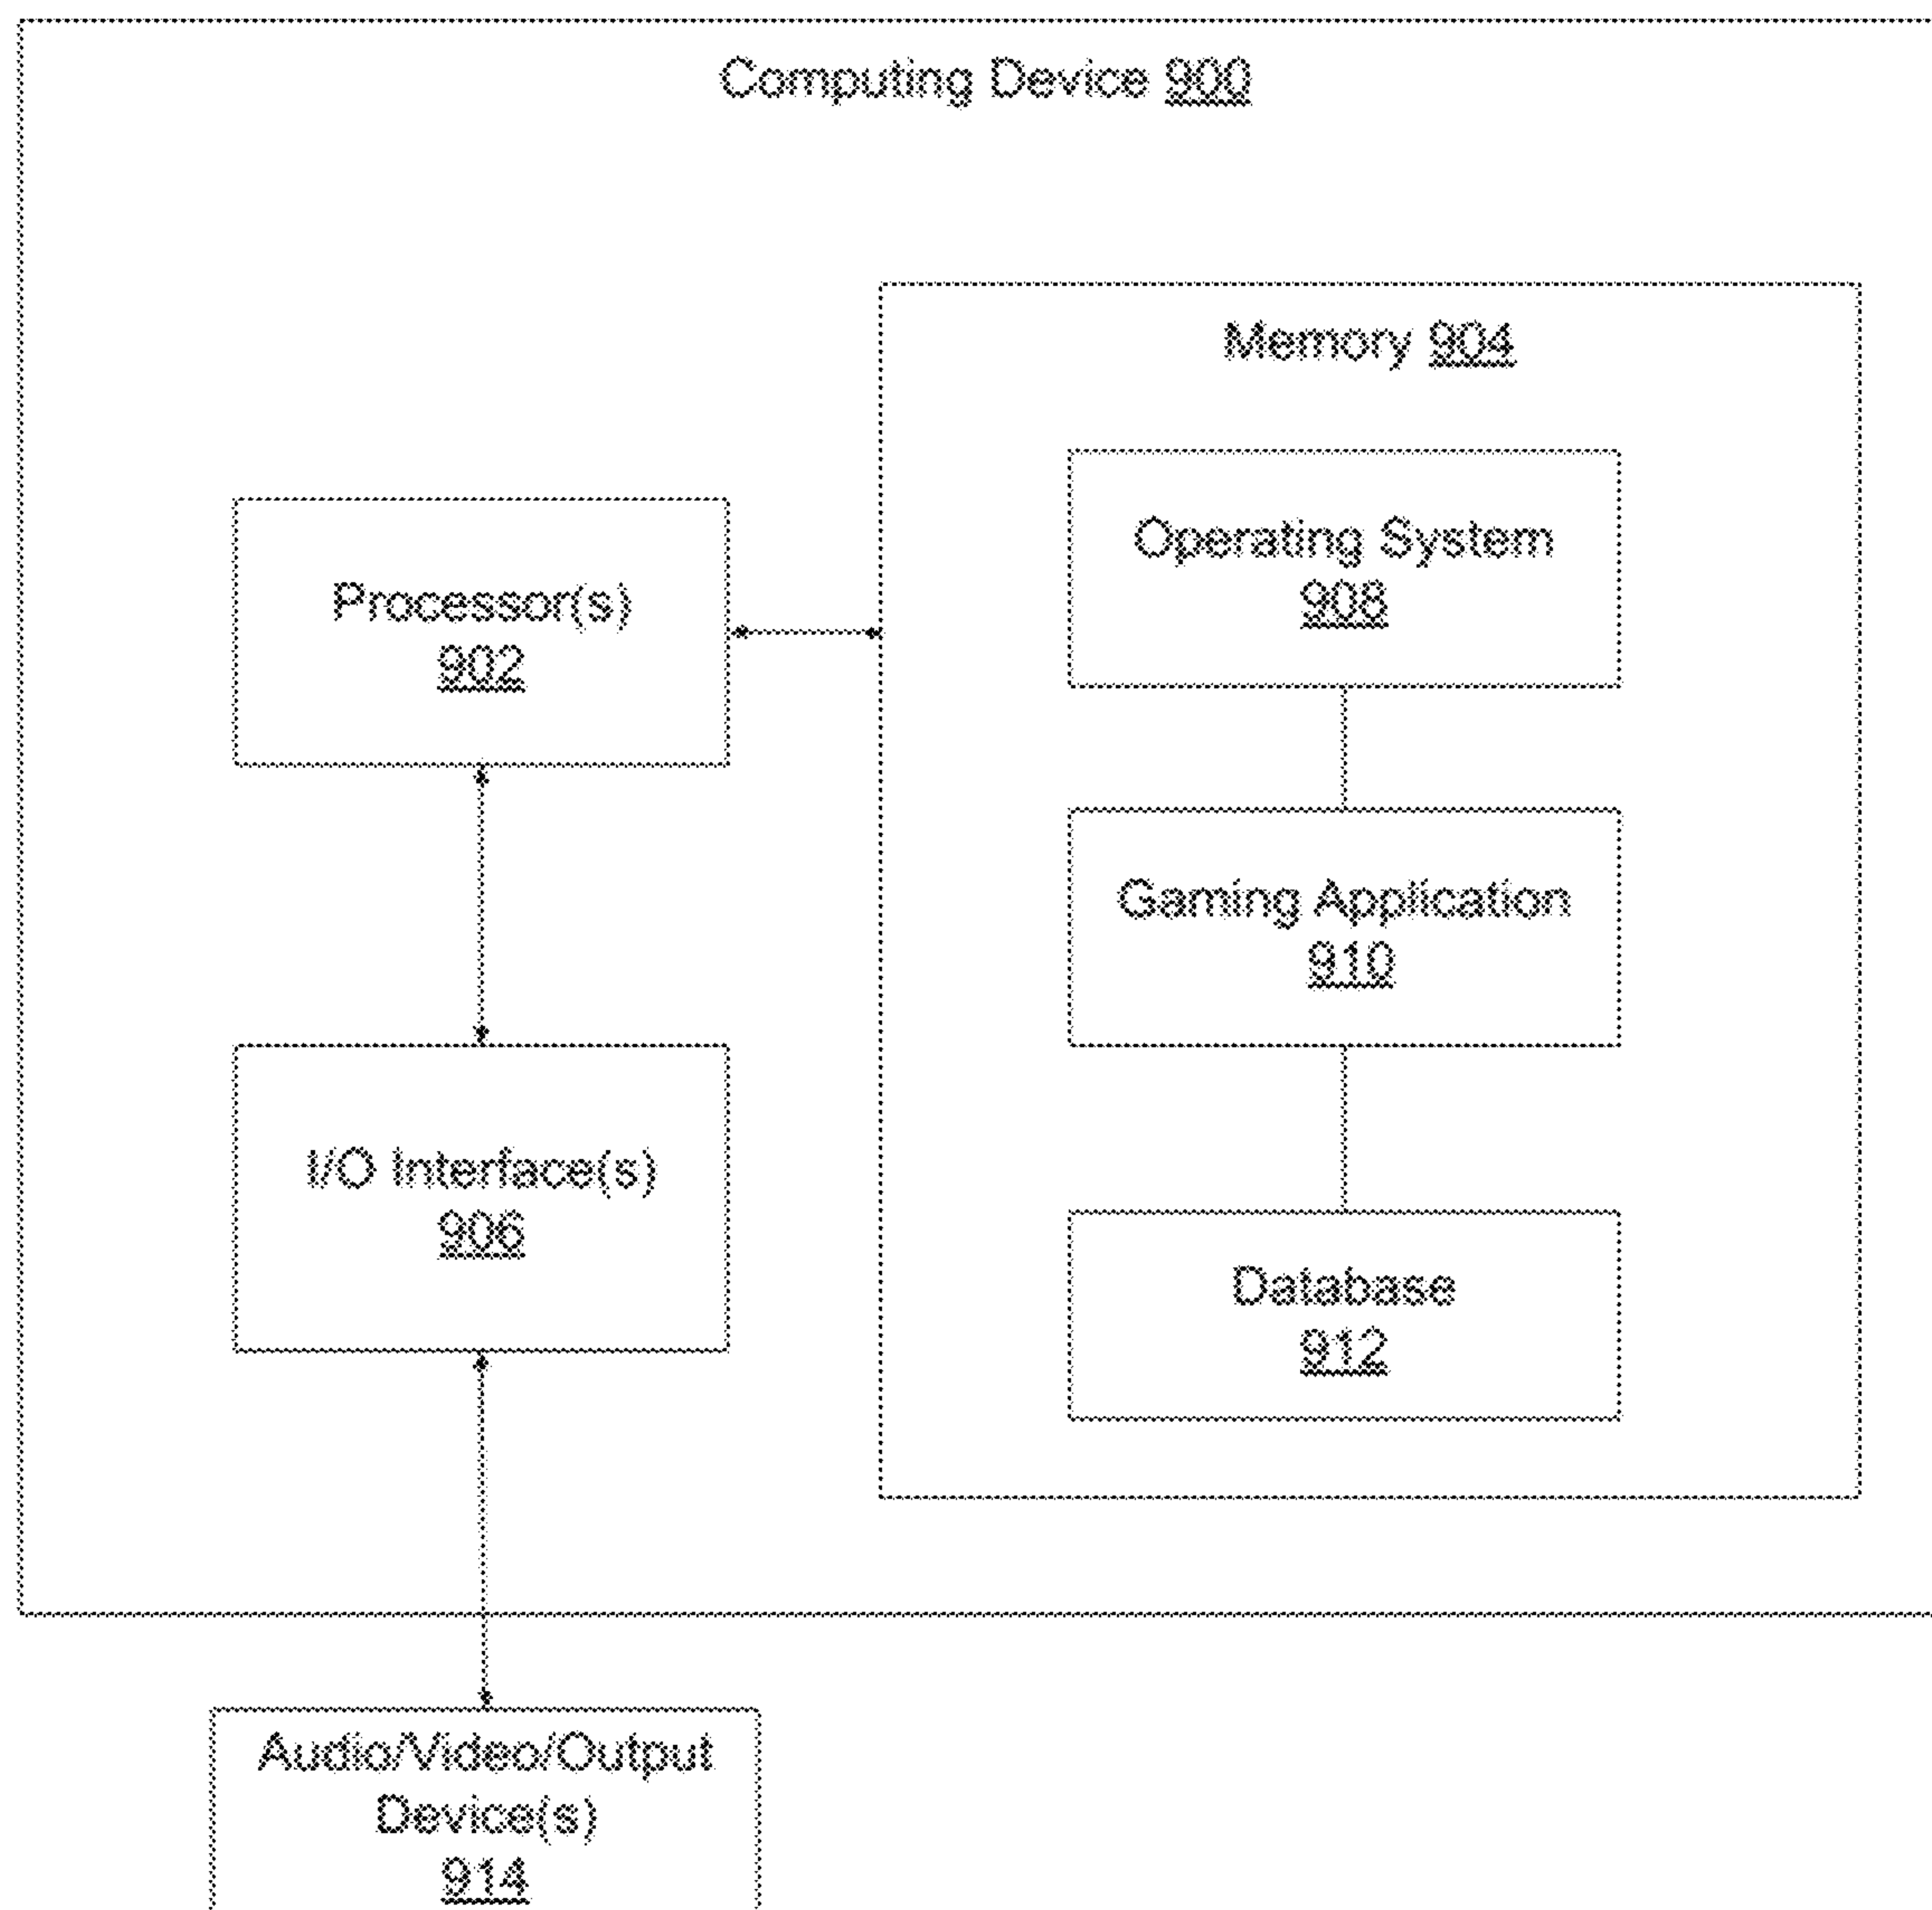 Computing Device 900
Memory 904
Operating System
908
Processor(s)
902
Gaming Application
910
I/O Interface(s)
906
Database
912
Audio/Video/Output
Device(s)
914